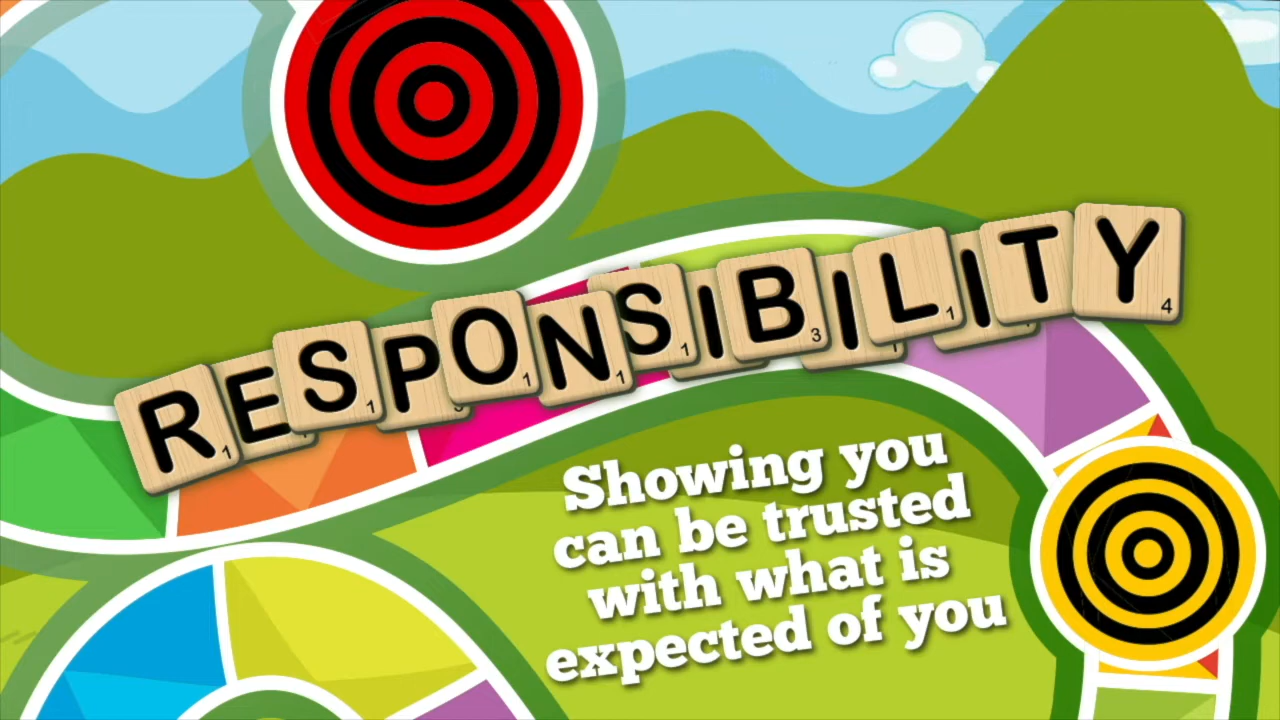 RESPONSIBILITY
Showing you
can be trusted
with what is
expected of you